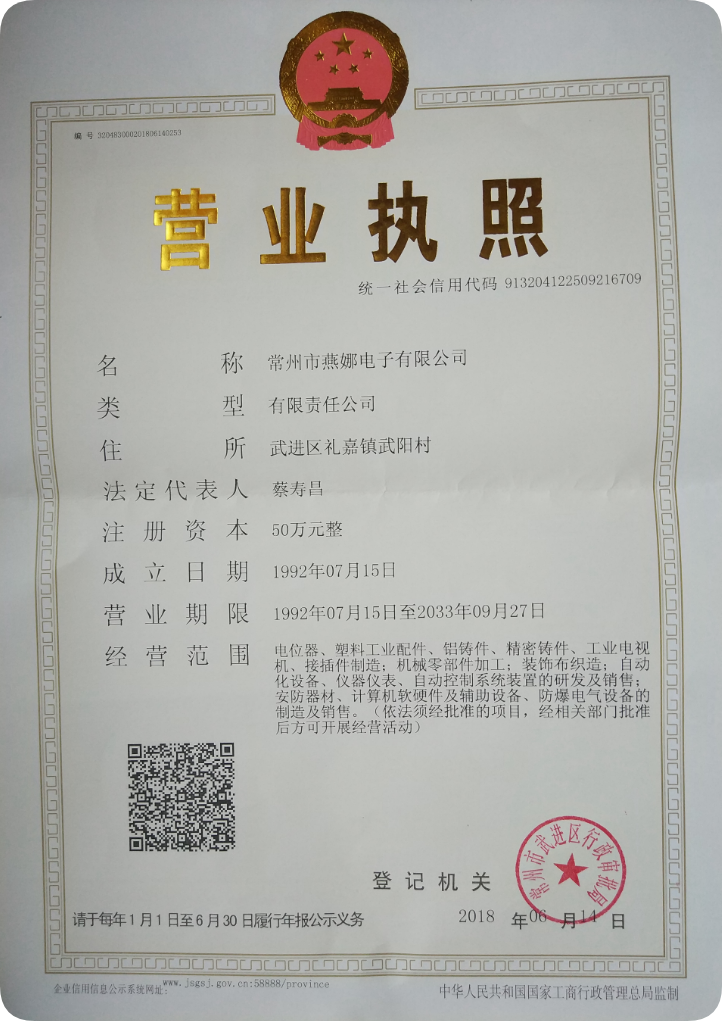 编 号 320483000201806140253
营业执照
统一社会信用代码 913204122509216709
名称 常州市燕娜电子有限公司
类型 有限责任公司
住所 武进区礼嘉镇武阳村
法定代表人 蔡寿昌
注册资本 50万元整
成立日期 1992年07月15日
营业期限 1992年07月15日至2033年09月27日
经营范围 电位器、塑料工业配件、铝铸件、精密铸件、工业电视
机、接插件制造；机械零部件加工；装饰布织造；自动
化设备、仪器仪表、自动控制系统装置的研发及销售；
安防器材、计算机软硬件及辅助设备、防爆电气设备的
制造及销售。（依法须经批准的项目，经相关部门批准
后方可开展经营活动）
常州市武进区行政审批局
登记机关
请于每年1月1日至6月30日履行年报公示义务
2018 年 06 月 14 日
企业信用信息公示系统网址：www.jsgsj.gov.cn:58888/province
中华人民共和国国家工商行政管理总局监制